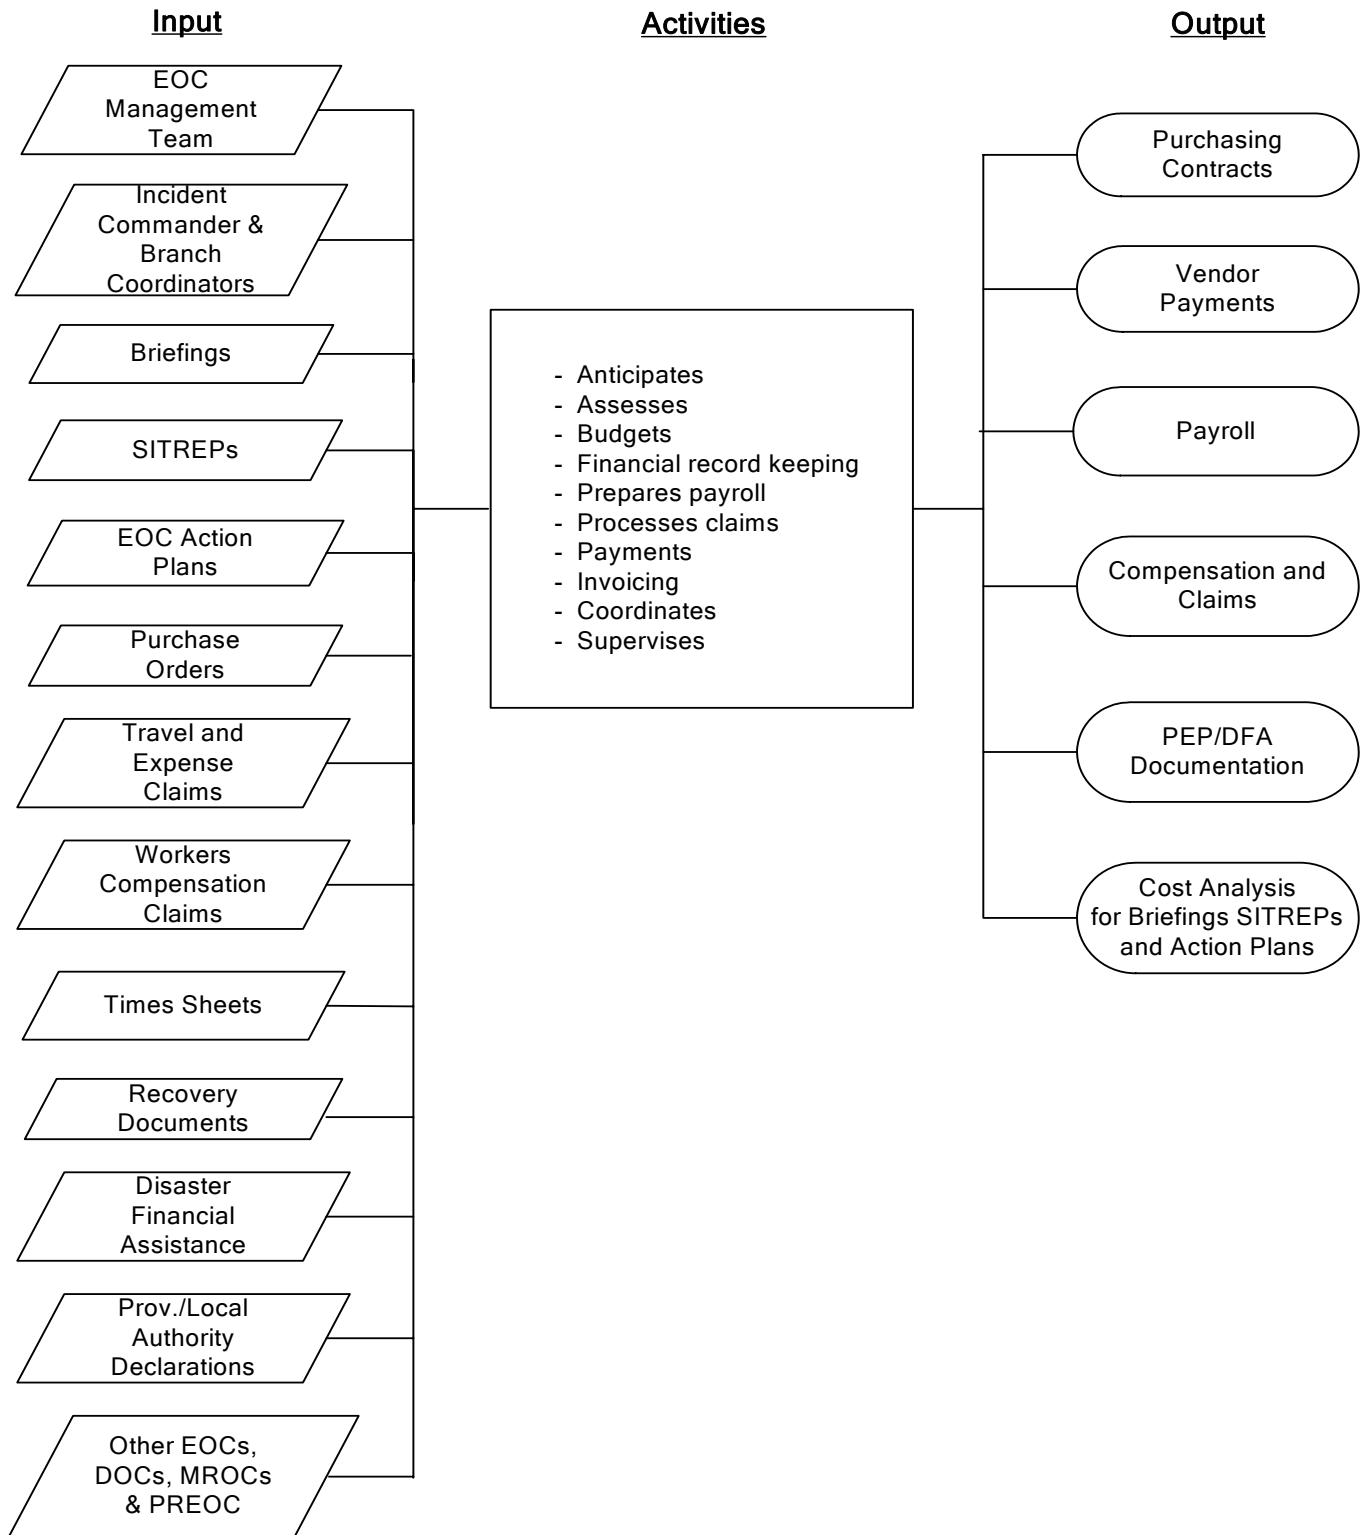 Input
Activities
Output
EOC
Management
Team
Incident
Commander &
Branch
Coordinators
Briefings
SITREPs
EOC Action
Plans
Purchase
Orders
Travel and
Expense
Claims
Workers
Compensation
Claims
Times Sheets
Recovery
Documents
Disaster
Financial
Assistance
Prov./Local
Authority
Declarations
Other EOCs,
DOCs, MROCs
& PREOC
- Anticipates
- Assesses
- Budgets
- Financial record keeping
- Prepares payroll
- Processes claims
- Payments
- Invoicing
- Coordinates
- Supervises
Purchasing
Contracts
Vendor
Payments
Payroll
Compensation and
Claims
PEP/DFA
Documentation
Cost Analysis
for Briefings SITREPs
and Action Plans